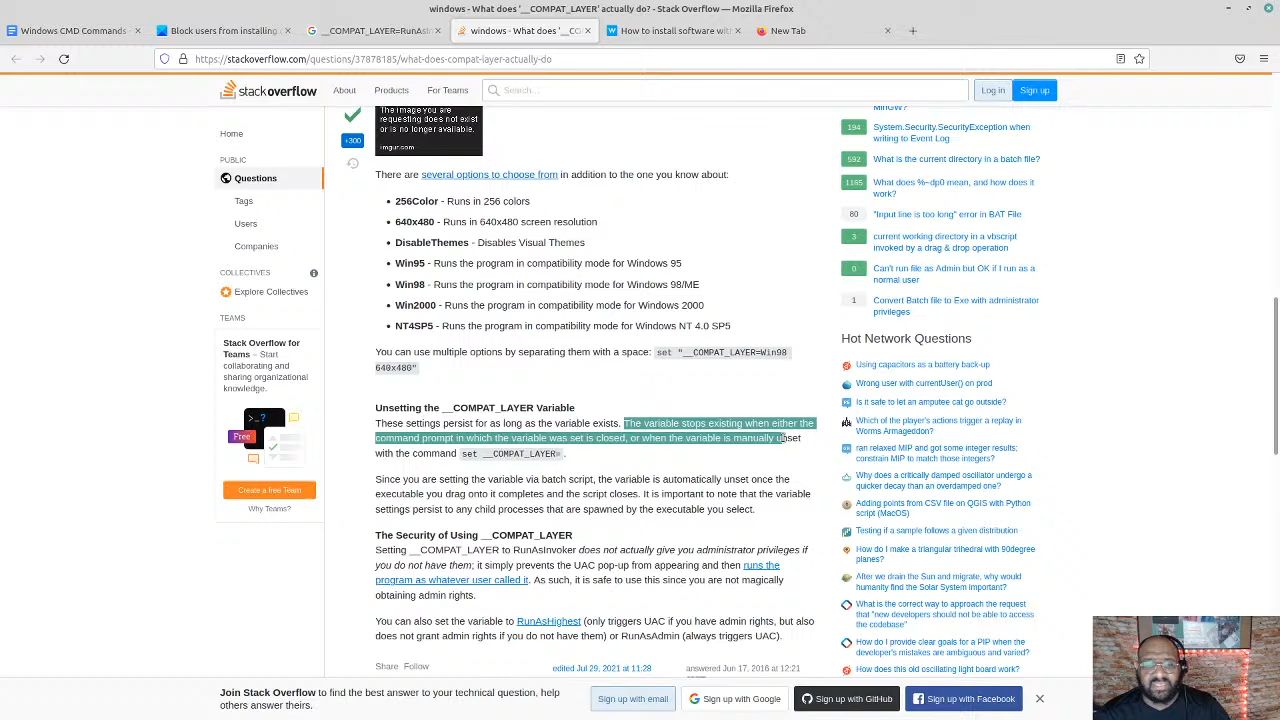 windows - What does '__COMPAT_LAYER' actually do? - Stack Overflow — Mozilla Firefox
Windows CMD Commands
Block users from installing
__COMPAT_LAYER=RunAsI
windows - What does '__CO
How to install software wit
New Tab
https://stackoverflow.com/questions/37878185/what-does-compat-layer-actually-do
stackoverflow
About
Products
For Teams
Search...
Log in
Sign up
Home
PUBLIC
Questions
Tags
Users
Companies
COLLECTIVES
Explore Collectives
TEAMS
Stack Overflow for
Teams – Start
collaborating and
sharing organizational
knowledge.
Free
Create a free Team
Why Teams?
+300
The image you are
requesting does not exist
or is no longer available.
imgur.com
There are several options to choose from in addition to the one you know about:
256Color - Runs in 256 colors
640x480 - Runs in 640x480 screen resolution
DisableThemes - Disables Visual Themes
Win95 - Runs the program in compatibility mode for Windows 95
Win98 - Runs the program in compatibility mode for Windows 98/ME
Win2000 - Runs the program in compatibility mode for Windows 2000
NT4SP5 - Runs the program in compatibility mode for Windows NT 4.0 SP5
You can use multiple options by separating them with a space: set "__COMPAT_LAYER=Win98
640x480"
Unsetting the __COMPAT_LAYER Variable
These settings persist for as long as the variable exists. The variable stops existing when either the
command prompt in which the variable was set is closed, or when the variable is manually unset
with the command set __COMPAT_LAYER=.
Since you are setting the variable via batch script, the variable is automatically unset once the
executable you drag onto it completes and the script closes. It is important to note that the variable
settings persist to any child processes that are spawned by the executable you select.
The Security of Using __COMPAT_LAYER
Setting __COMPAT_LAYER to RunAsInvoker does not actually give you administrator privileges if
you do not have them; it simply prevents the UAC pop-up from appearing and then runs the
program as whatever user called it. As such, it is safe to use this since you are not magically
obtaining admin rights.
You can also set the variable to RunAsHighest (only triggers UAC if you have admin rights, but also
does not grant admin rights if you do not have them) or RunAsAdmin (always triggers UAC).
Share Follow
edited Jul 29, 2021 at 11:28
answered Jun 17, 2016 at 12:21
MinGW?
194 System.Security.SecurityException when
writing to Event Log
592 What is the current directory in a batch file?
1165 What does %~dp0 mean, and how does it
work?
80 "Input line is too long" error in BAT File
3 current working directory in a vbscript
invoked by a drag & drop operation
0 Can't run file as Admin but OK if I run as a
normal user
1 Convert Batch file to Exe with administrator
privileges
Hot Network Questions
Using capacitors as a battery back-up
Wrong user with currentUser() on prod
Is it safe to let an amputee cat go outside?
Which of the player's actions trigger a replay in
Worms Armageddon?
ran relaxed MIP and got some integer results;
constrain MIP to match those integers?
Why does a critically damped oscillator undergo a
quicker decay than an overdamped one?
Adding points from CSV file on QGIS with Python
script (MacOS)
Testing if a sample follows a given distribution
How do I make a triangular trihedral with 90degree
planes?
After we drain the Sun and migrate, why would
humanity find the Solar System important?
What is the correct way to approach the request
that "new developers should not be able to access
the codebase"
How do I provide clear goals for a PIP when the
developer's mistakes are ambiguous and varied?
How does this old oscillating light board work?
Join Stack Overflow to find the best answer to your technical question, help
others answer theirs.
Sign up with email
Sign up with Google
Sign up with GitHub
Sign up with Facebook